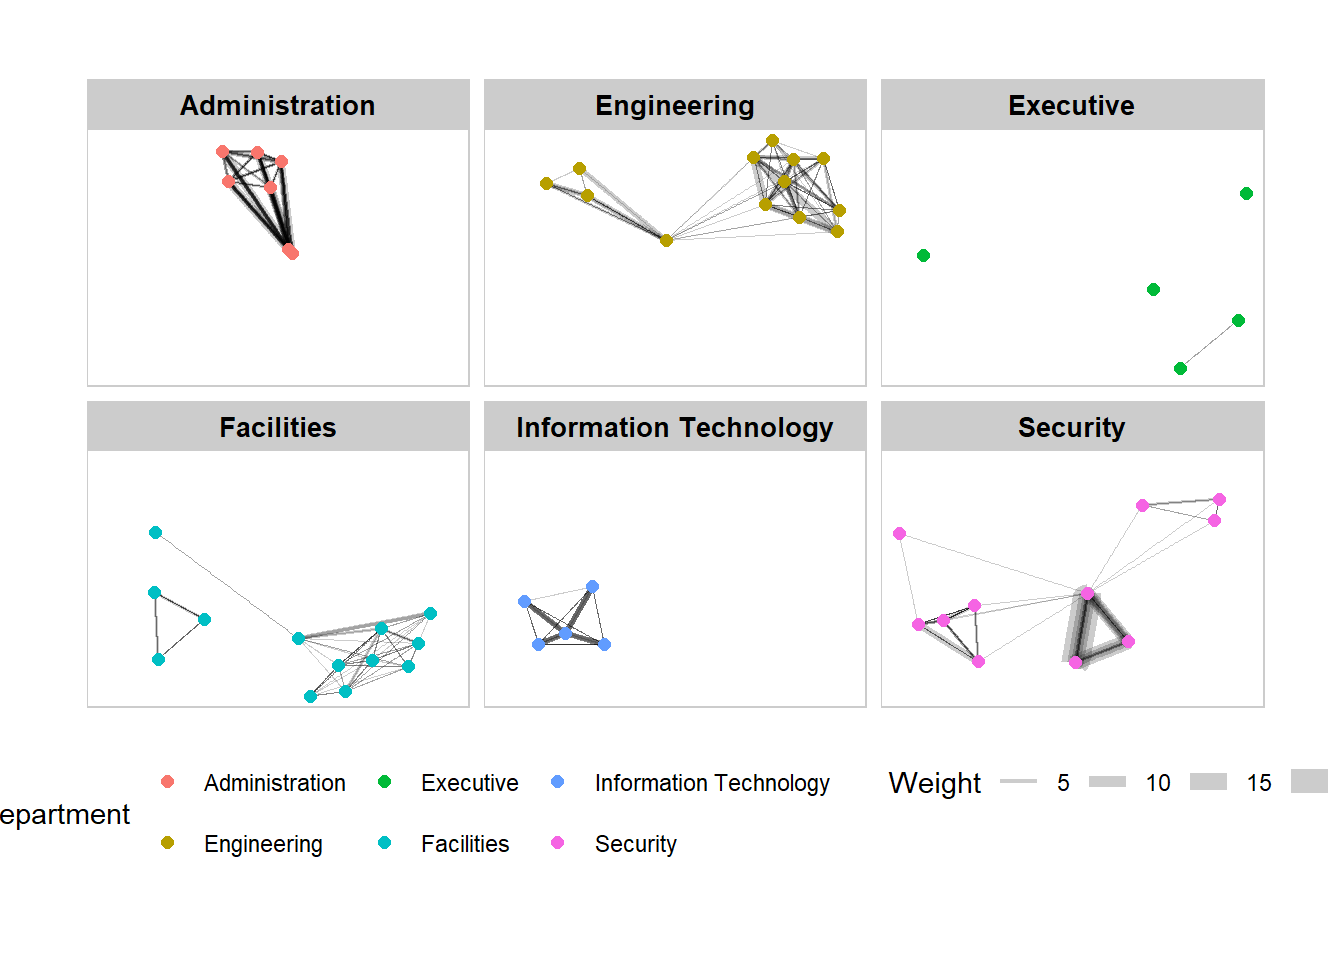 Administration
Engineering
Executive
Facilities
Information Technology
Security
epartment
Administration
Executive
Information Technology
Engineering
Facilities
Security
Weight
5
10
15